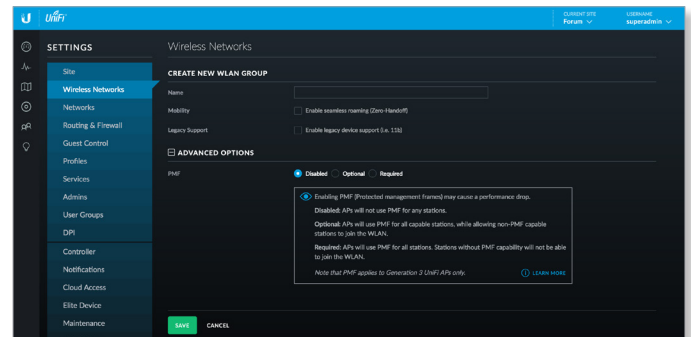 UniFi
CURRENT SITE
Forum
USERNAME
superadmin
SETTINGS
Site
Wireless Networks
Networks
Routing & Firewall
Guest Control
Profiles
Services
Admins
User Groups
DPI
Controller
Notifications
Cloud Access
Elite Device
Maintenance
Wireless Networks
CREATE NEW WLAN GROUP
Name
Mobility
Enable seamless roaming (Zero-Handoff)
Legacy Support
Enable legacy device support (i.e. 11b)
ADVANCED OPTIONS
PMF
Disabled Optional Required
Enabling PMF (Protected management frames) may cause a performance drop.
Disabled: APs will not use PMF for any stations.
Optional: APs will use PMF for all capable stations, while allowing non-PMF capable
stations to join the WLAN.
Required: APs will use PMF for all stations. Stations without PMF capability will not be able
to join the WLAN.
Note that PMF applies to Generation 3 UniFi APs only.
LEARN MORE
SAVE CANCEL